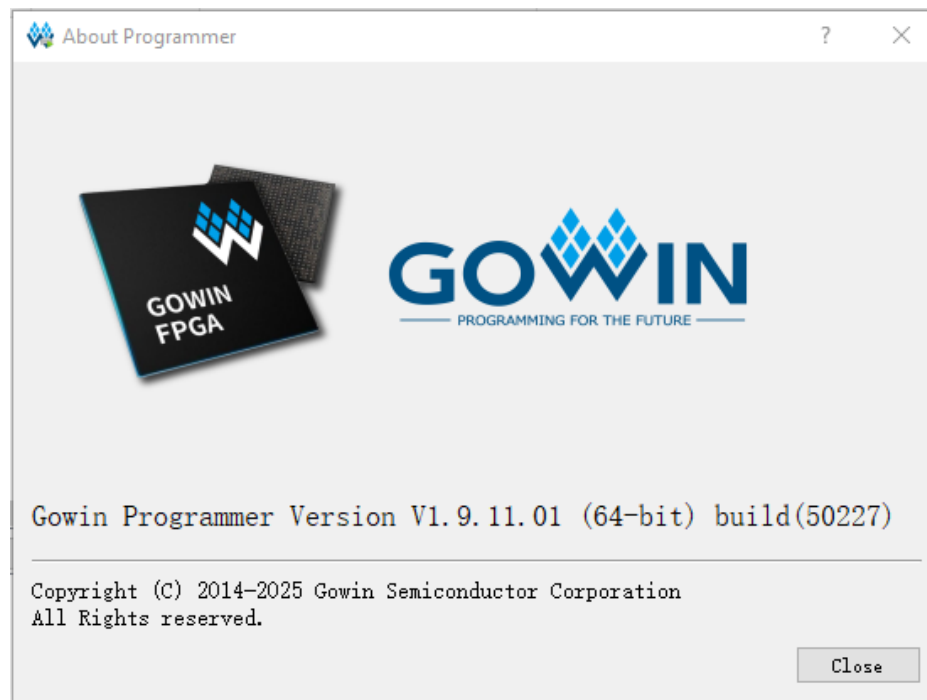 About Programmer
GOWIN
FPGA
GOWIN
PROGRAMMING FOR THE FUTURE
Gowin Programmer Version V1.9.11.01 (64-bit) build(50227)
Copyright (C) 2014-2025 Gowin Semiconductor Corporation
All Rights reserved.
Close